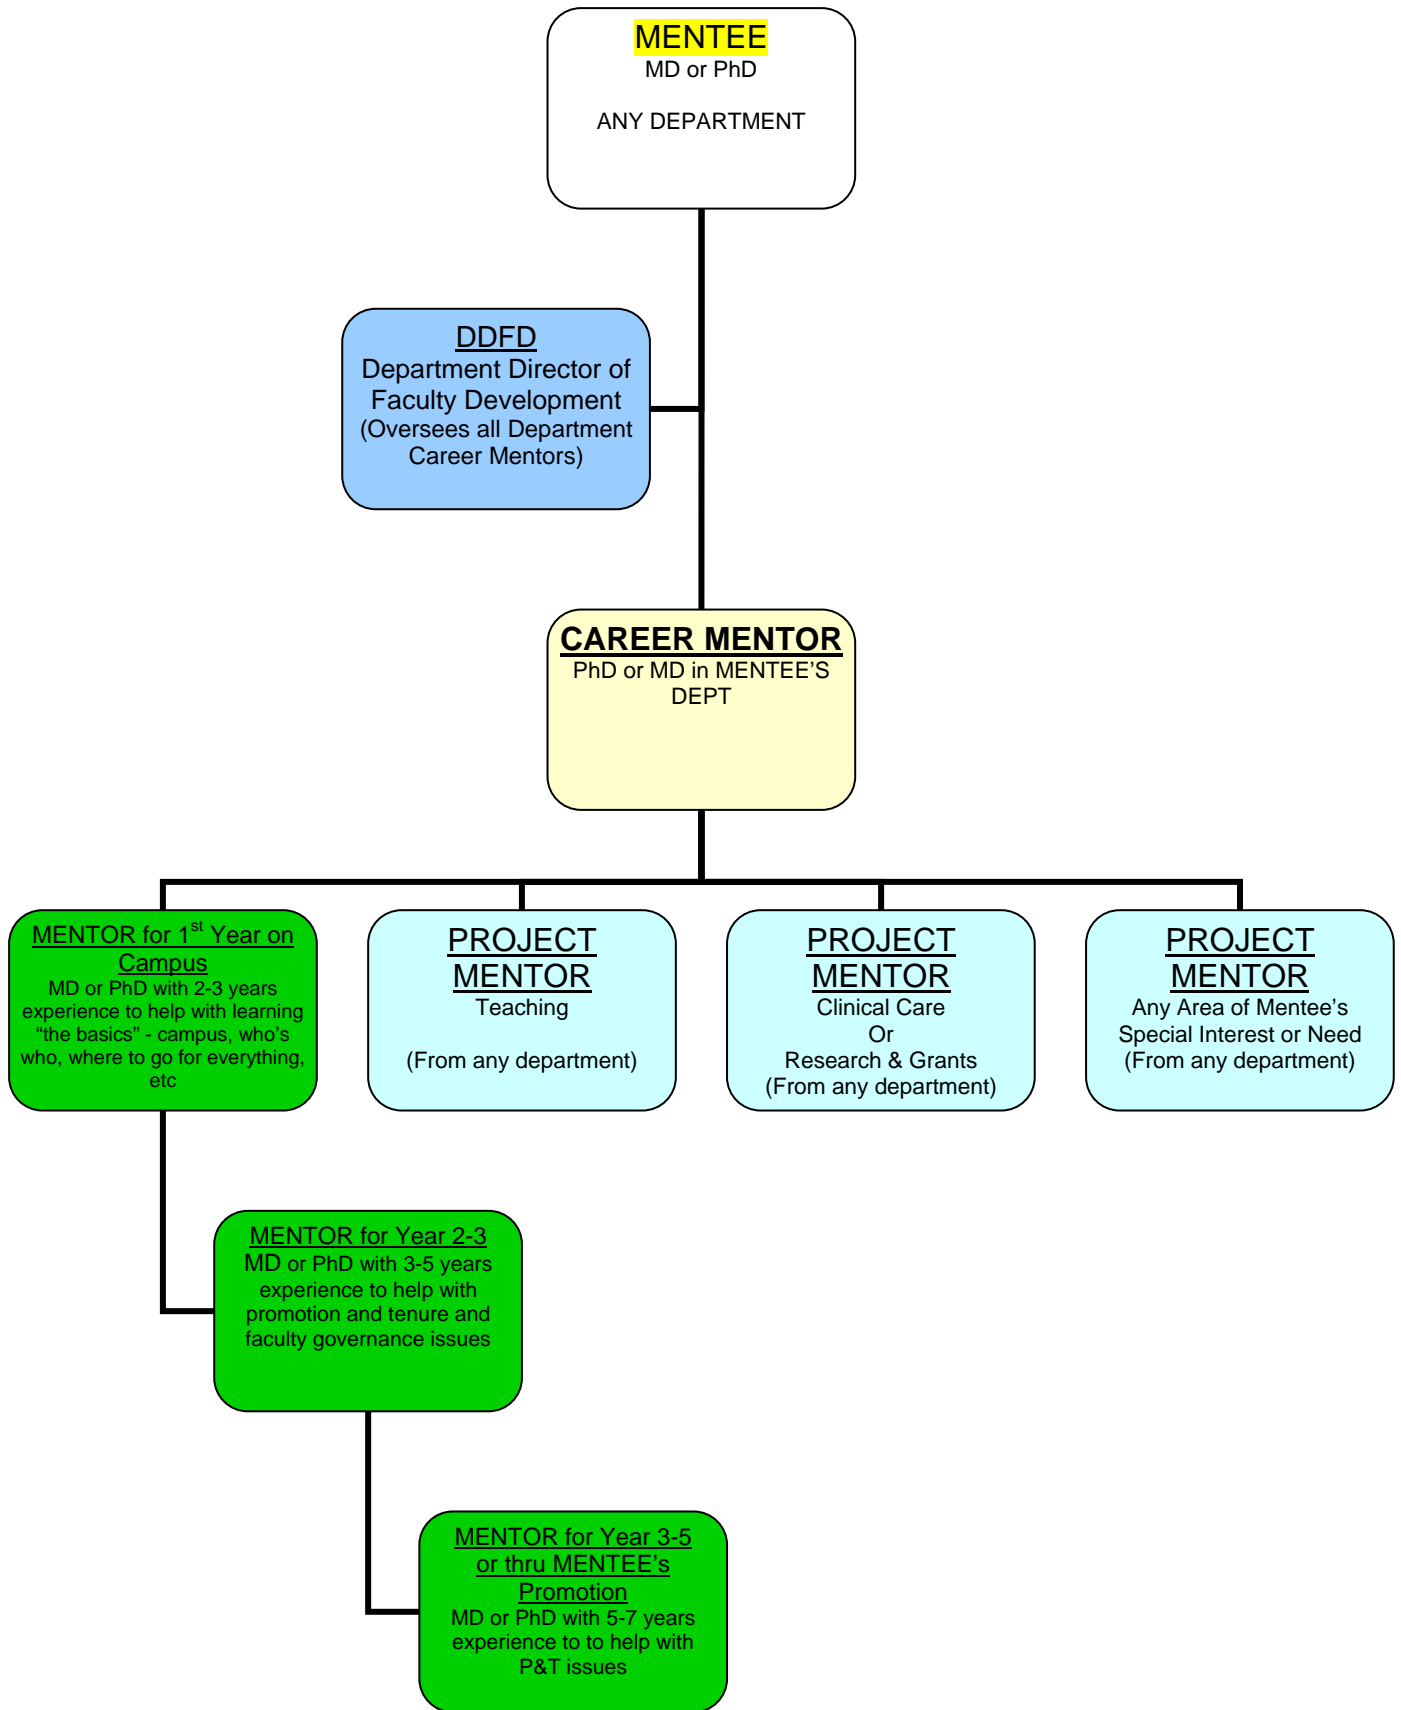 MENTEE
MD or PhD
ANY DEPARTMENT
DDFD
Department Director of
Faculty Development
(Oversees all Department
Career Mentors)
CAREER MENTOR
PhD or MD in MENTEE’S
DEPT
MENTOR for 1st Year on
Campus
MD or PhD with 2-3 years
experience to help with learning
“the basics” - campus, who’s
who, where to go for everything,
etc
PROJECT
MENTOR
Teaching
(From any department)
PROJECT
MENTOR
Clinical Care
Or
Research & Grants
(From any department)
PROJECT
MENTOR
Any Area of Mentee’s
Special Interest or Need
(From any department)
MENTOR for Year 2-3
MD or PhD with 3-5 years
experience to help with
promotion and tenure and
faculty governance issues
MENTOR for Year 3-5
or thru MENTEE’s
Promotion
MD or PhD with 5-7 years
experience to to help with
P&T issues